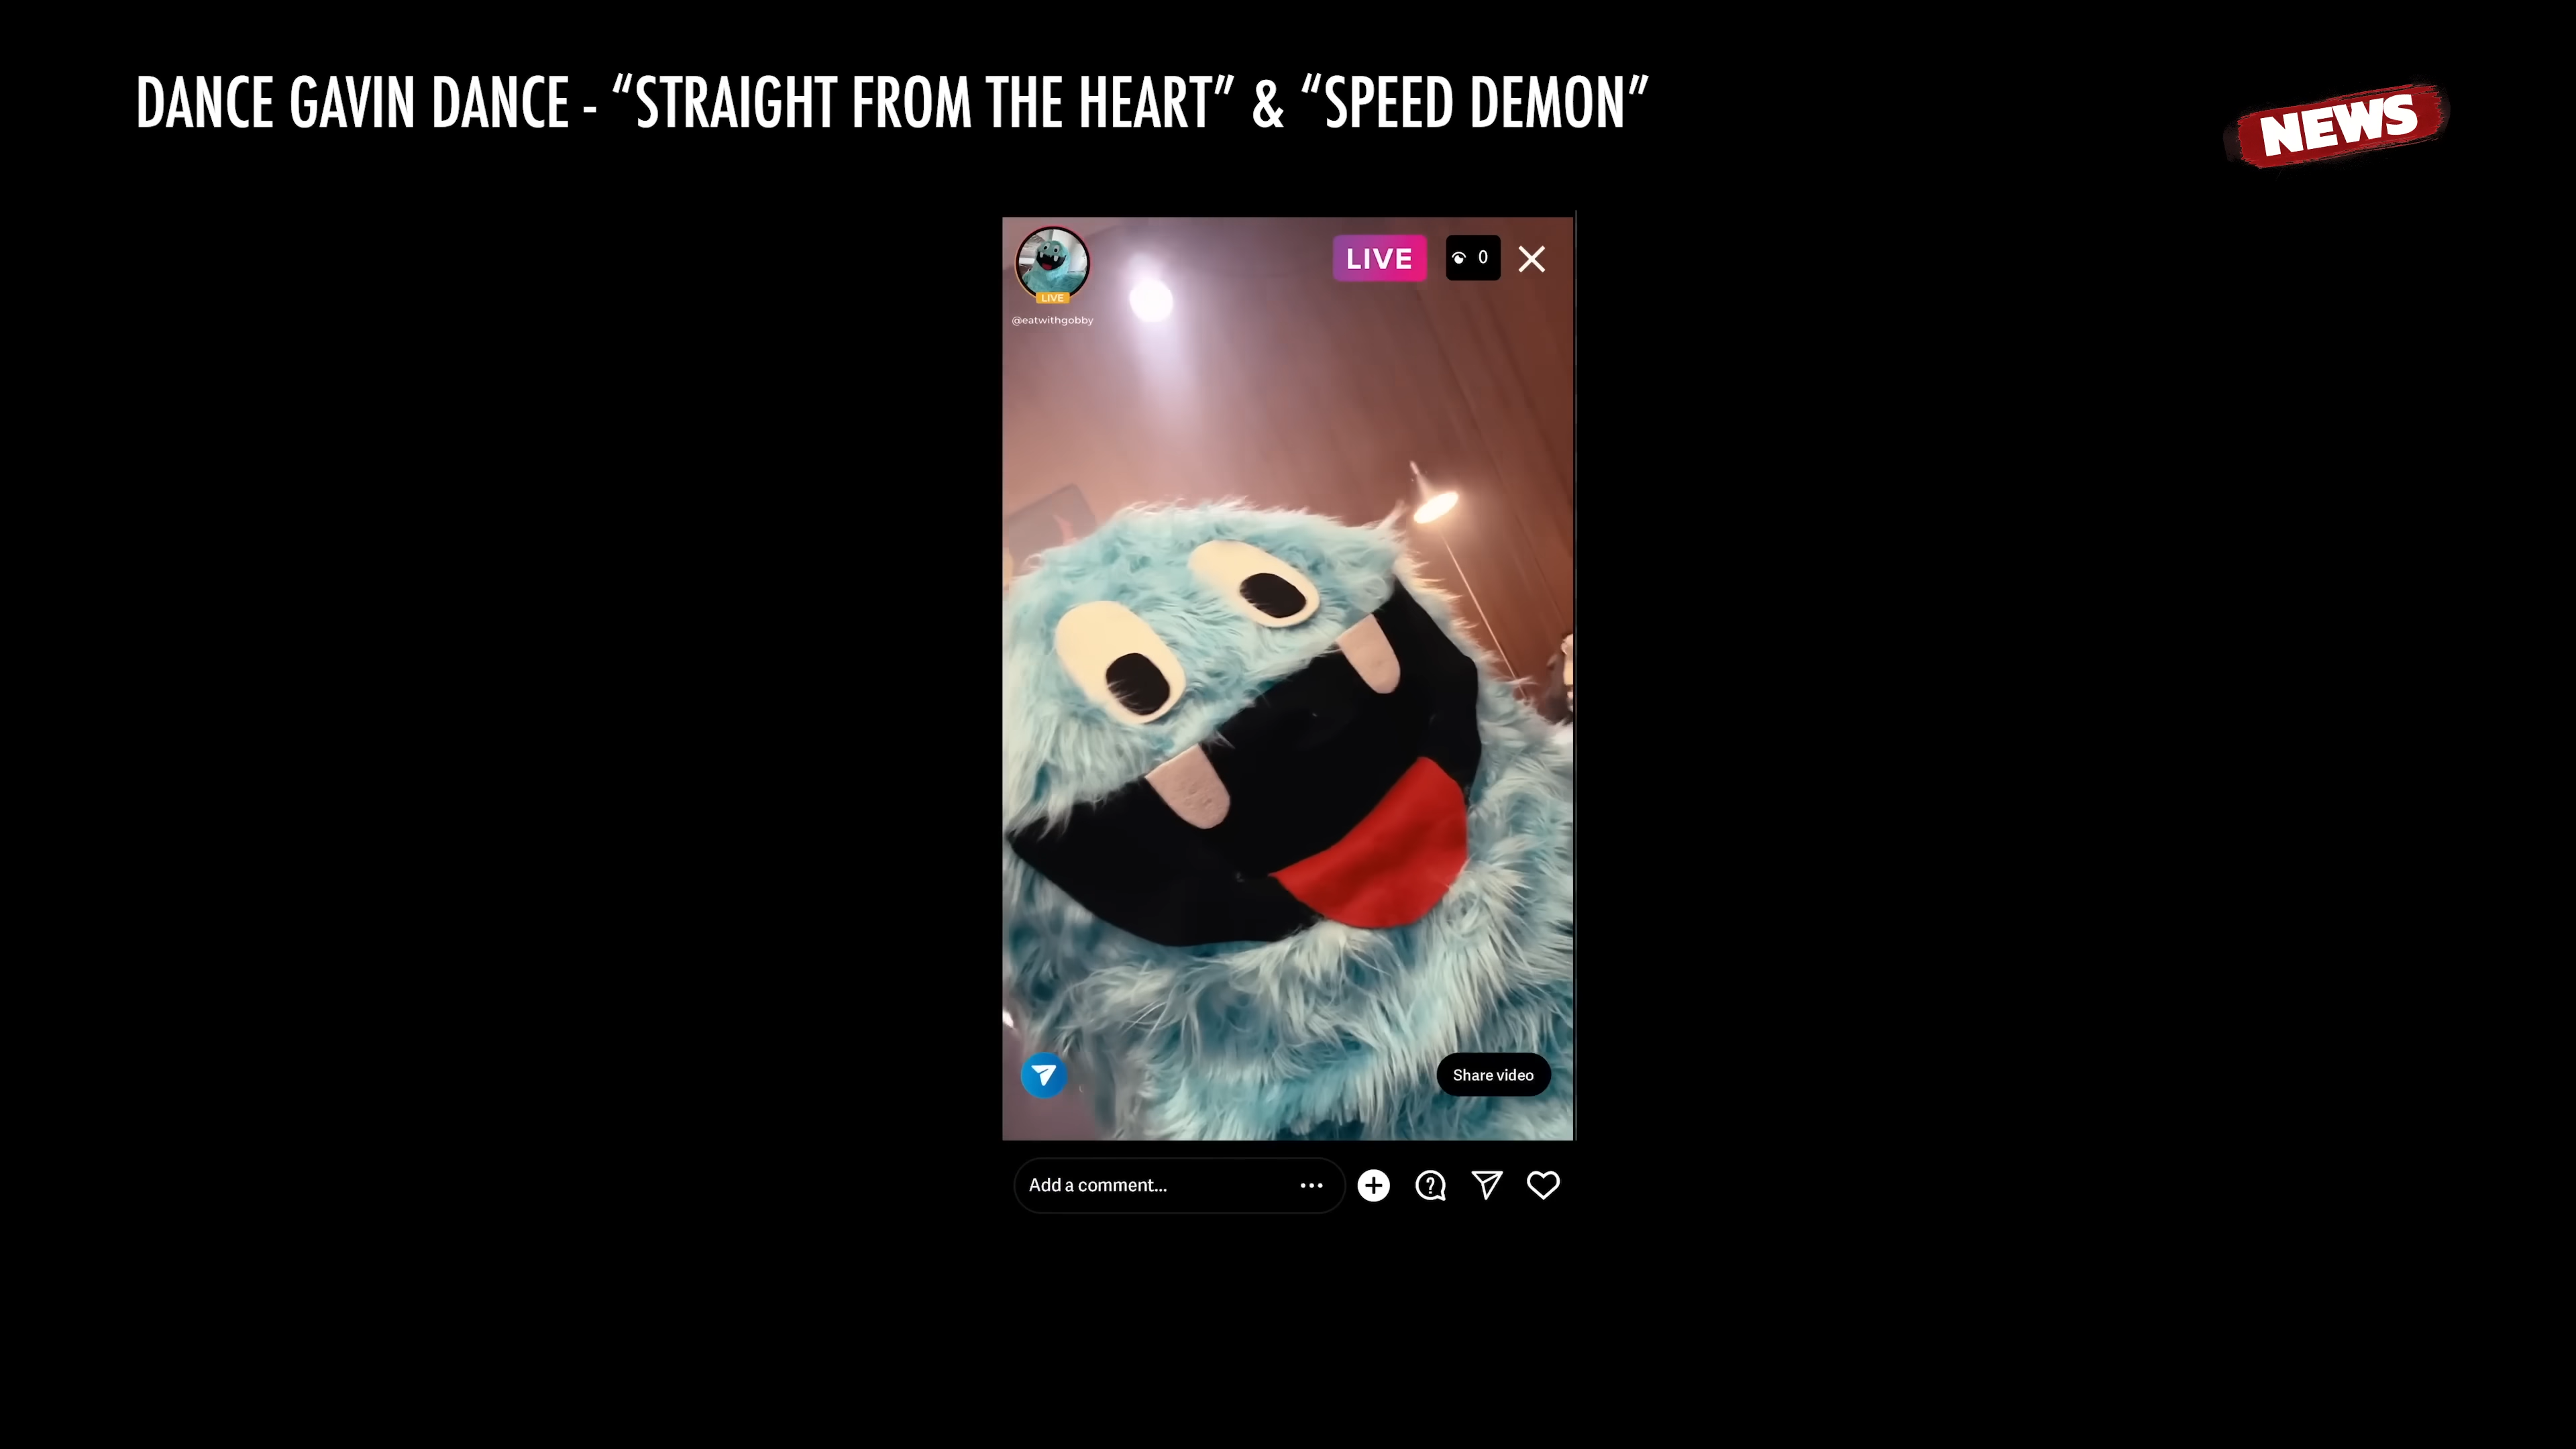 DANCE GAVIN DANCE - “STRAIGHT FROM THE HEART” & “SPEED DEMON”
NEWS
LIVE
0
LIVE
@eatwithgobby
Share video
Add a comment...